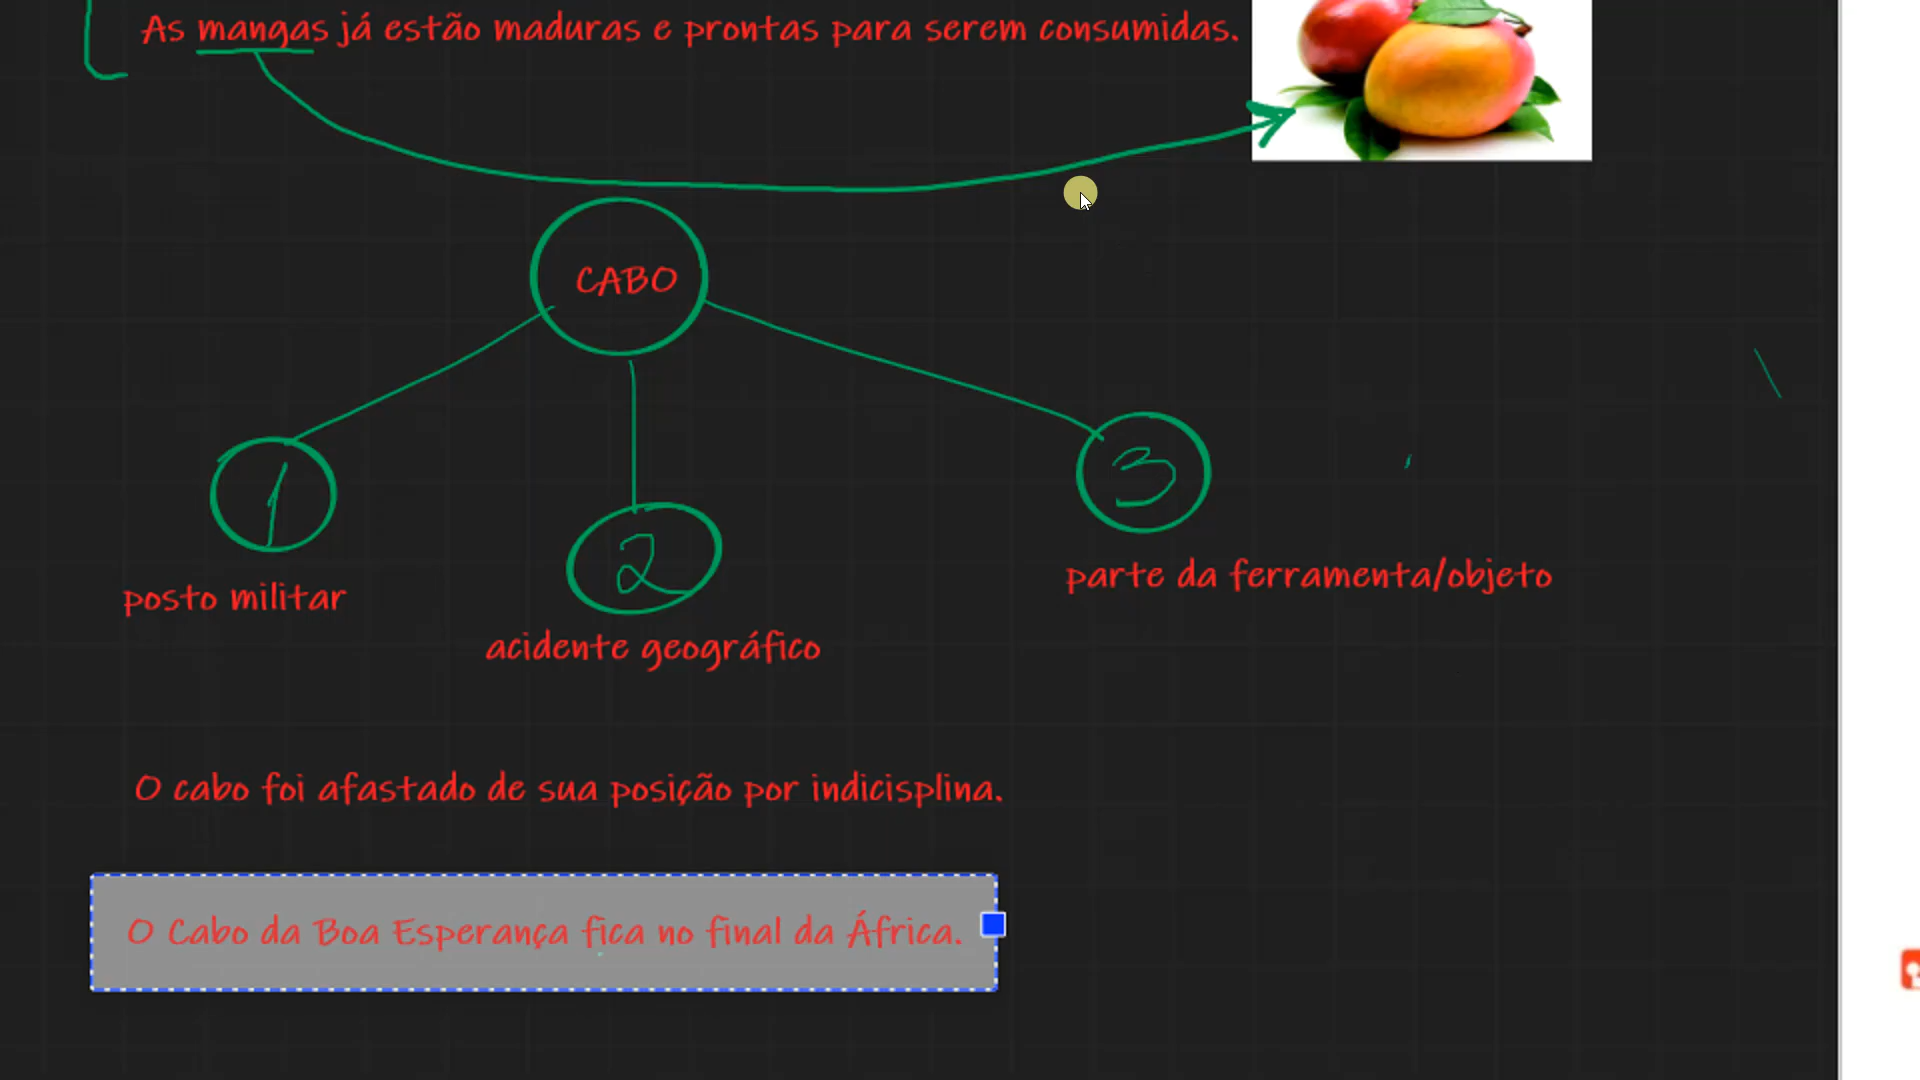 As mangas já estão maduras e prontas para serem consumidas.
CABO
1
2
3
posto militar
acidente geográfico
parte da ferramenta/objeto
O cabo foi afastado de sua posição por indicisplina.
O Cabo da Boa Esperança fica no final da África.